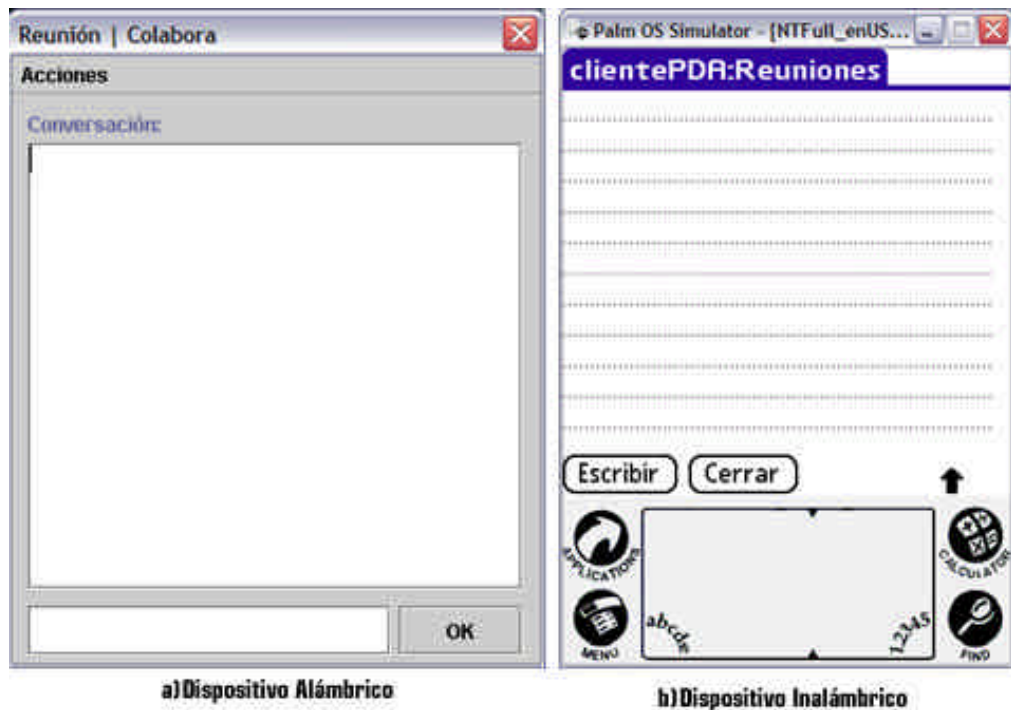 Reunión | Colabora
Acciones
Conversación:
OK
a)Dispositivo Alámbrico
Palm OS Simulator - [NTFull_enUS...
clientePDA:Reuniones
Escribir
Cerrar
APPLICATIONS
CALCULATOR
MENU
abcde
12345
FIND
b)Dispositivo Inalámbrico